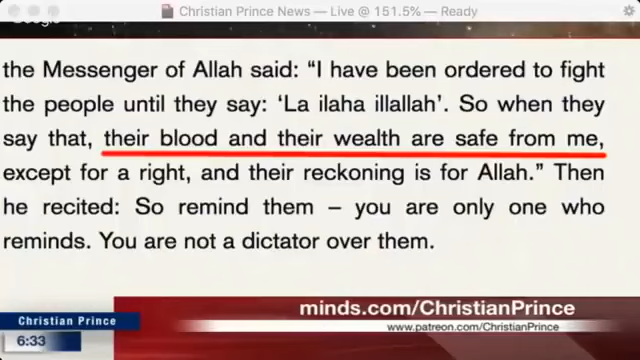 Christian Prince News — Live @ 151.5% — Ready
Google
the Messenger of Allah said: “I have been ordered to fight
the people until they say: ‘La ilaha illallah’. So when they
say that, their blood and their wealth are safe from me,
except for a right, and their reckoning is for Allah.” Then
he recited: So remind them – you are only one who
reminds. You are not a dictator over them.
minds.com/ChristianPrince
Christian Prince
www.patreon.com/ChristianPrince
6:33